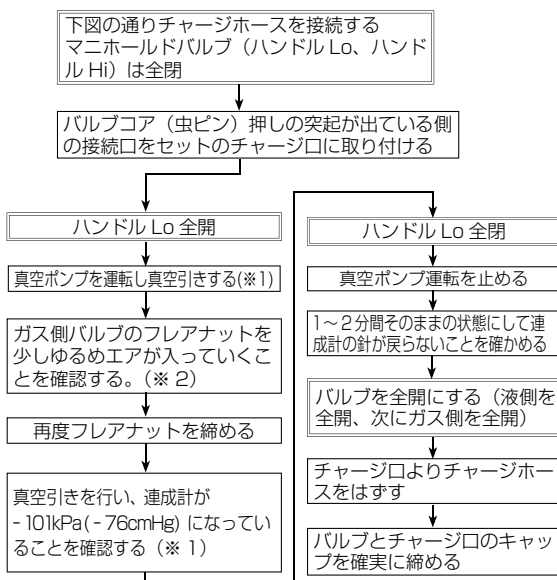 下図の通りチャージホースを接続する
マニホールドバルブ（ハンドル Lo、ハンド
ル Hi）は全閉
バルブコア（虫ピン）押しの突起が出ている側
の接続口をセットのチャージ口に取り付ける
ハンドル Lo 全開
真空ポンプを運転し真空引きする(※1)
ガス側バルブのフレアナットを
少しゆるめエアが入っていくこ
とを確認する。（※ 2）
再度フレアナットを締める
真空引きを行い、連成計が
- 101kPa( - 76cmHg) になってい
ることを確認する（※ 1）
ハンドル Lo 全閉
真空ポンプ運転を止める
1～2分間そのままの状態にして連
成計の針が戻らないことを確かめる
バルブを全開にする（液側を
全開、次にガス側を全開）
チャージ口よりチャージホー
スをはずす
バルブとチャージ口のキャッ
プを確実に締める